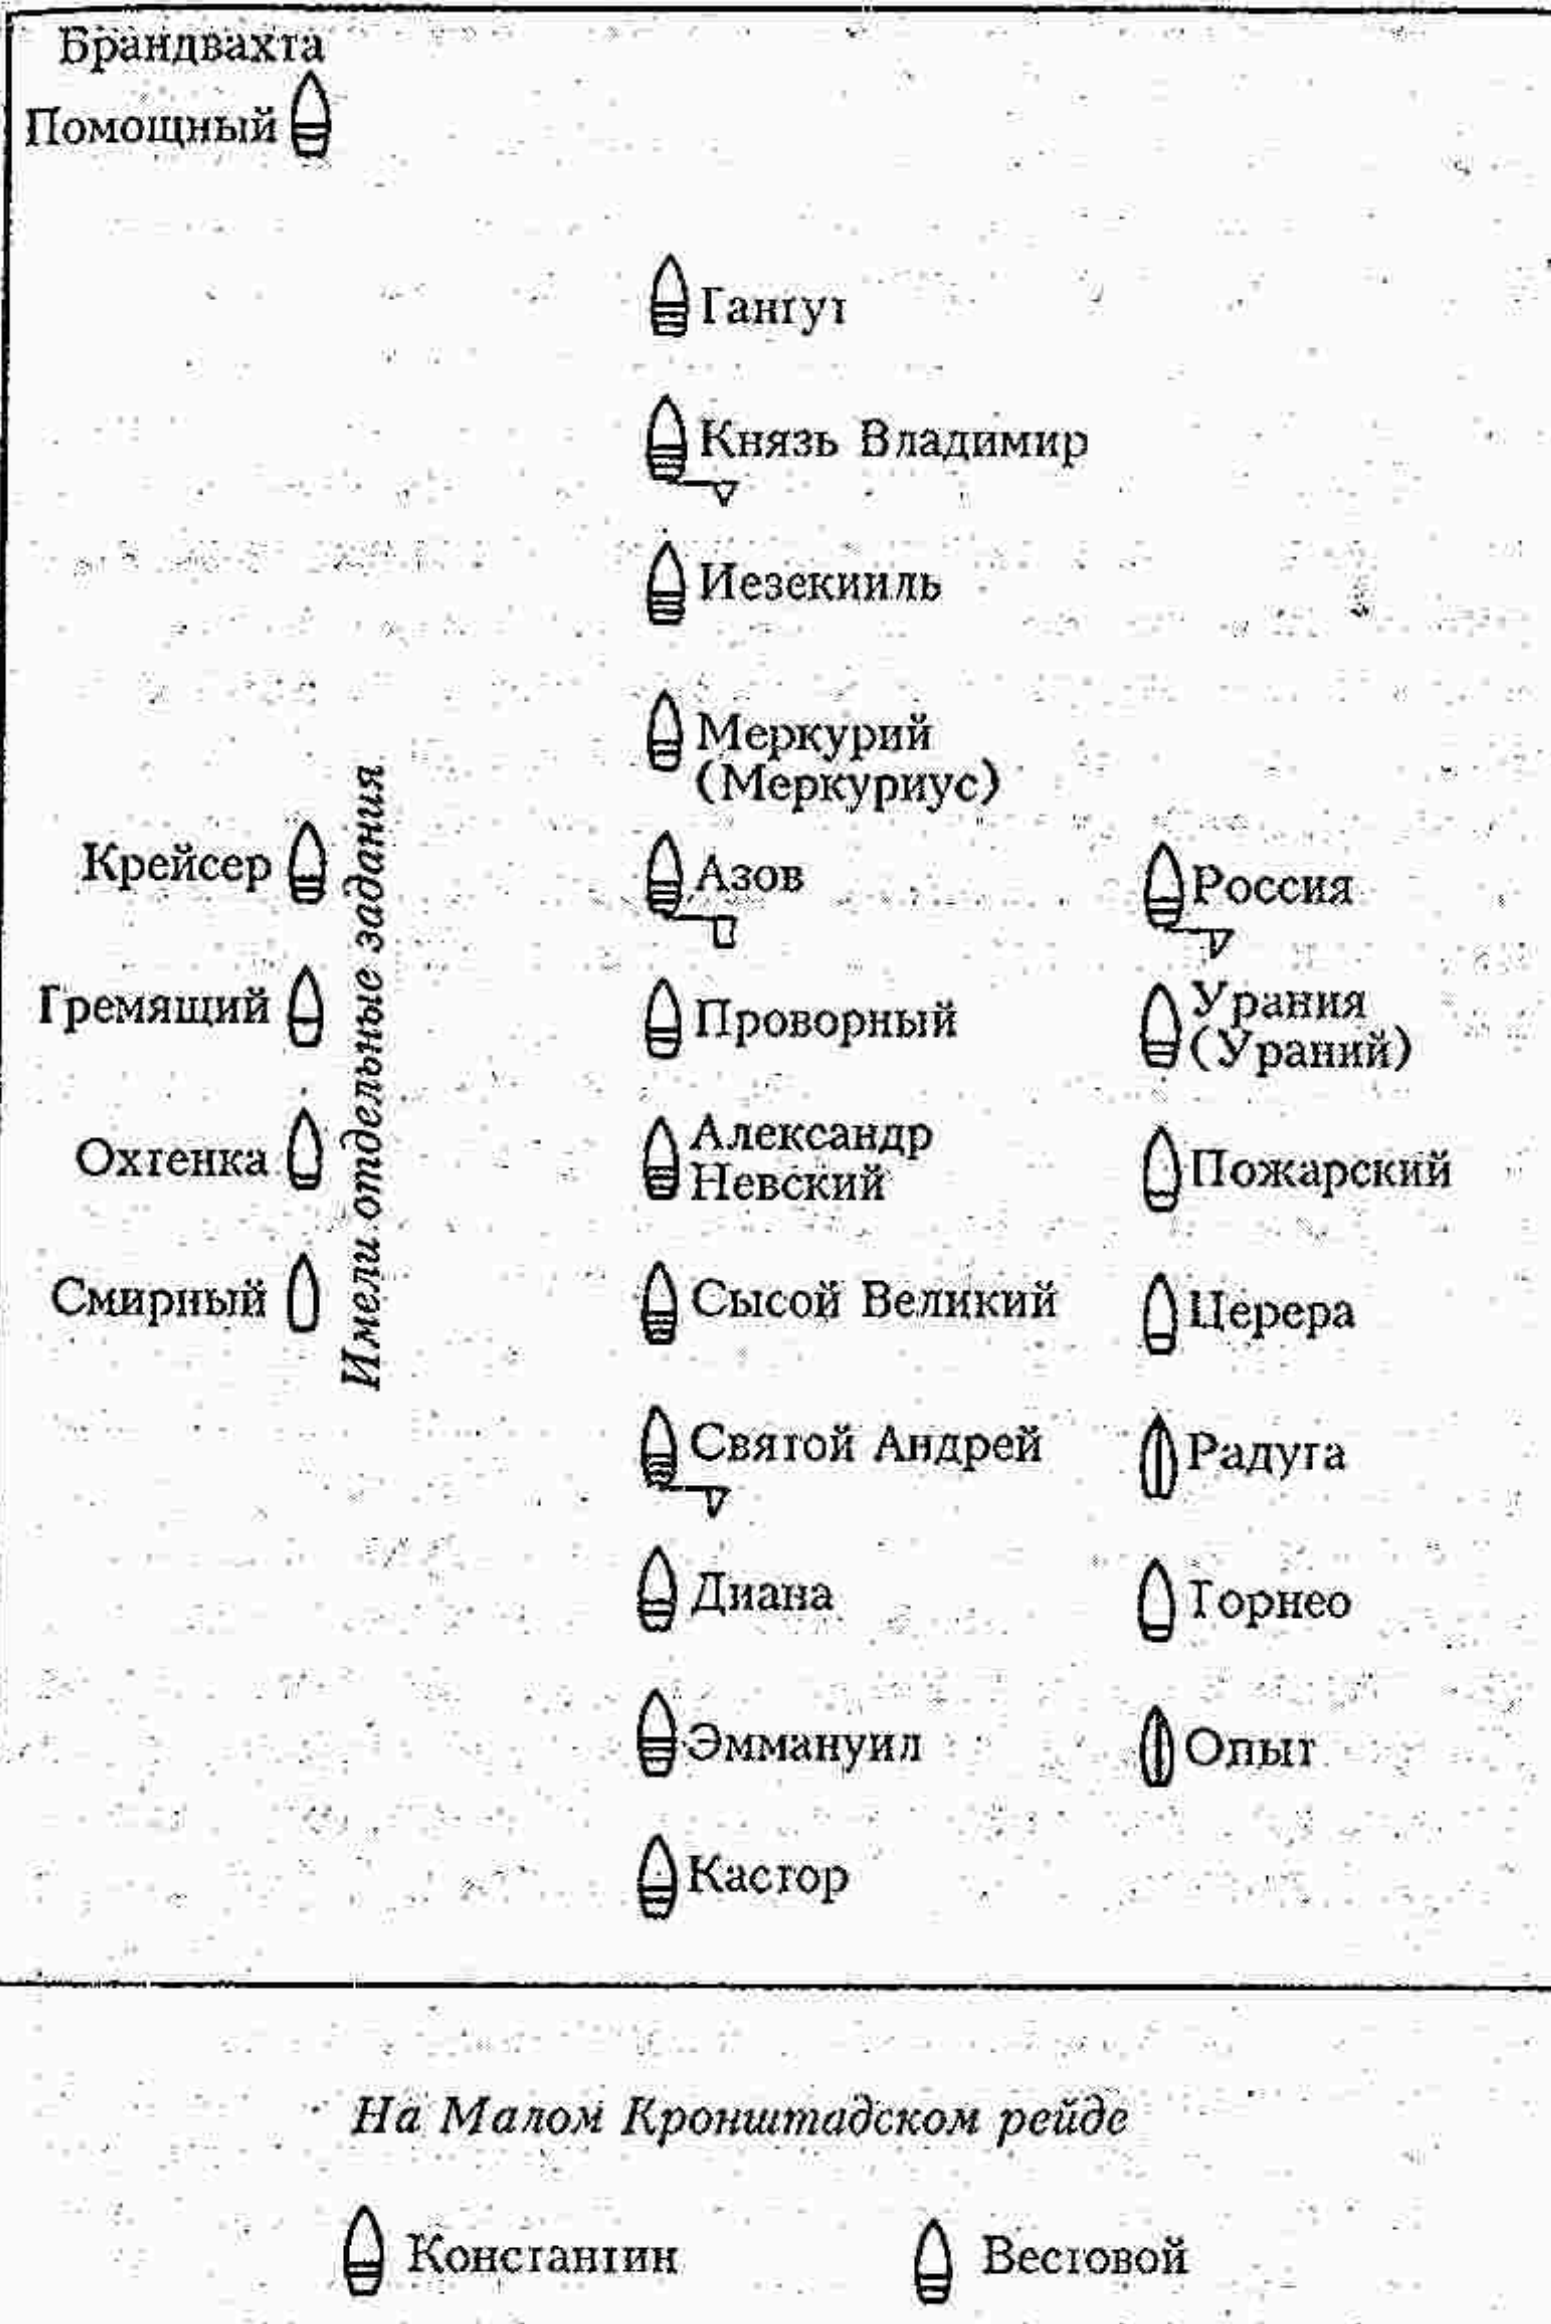 Брандвахта
Помощный
Гангут
Князь Владимир
Иезекииль
Меркурий
(Меркуриус)
Крейсер
Гремящий
Охтенка
Смирный
Имели отдельные задания
Азов
Проворный
Александр
Невский
Сысой Великий
Святой Андрей
Диана
Эммануил
Кастор
Россия
Урания
(Ураний)
Пожарский
Церера
Радуга
Торнео
Опыт
На Малом Кронштадском рейде
Константин
Вестовой